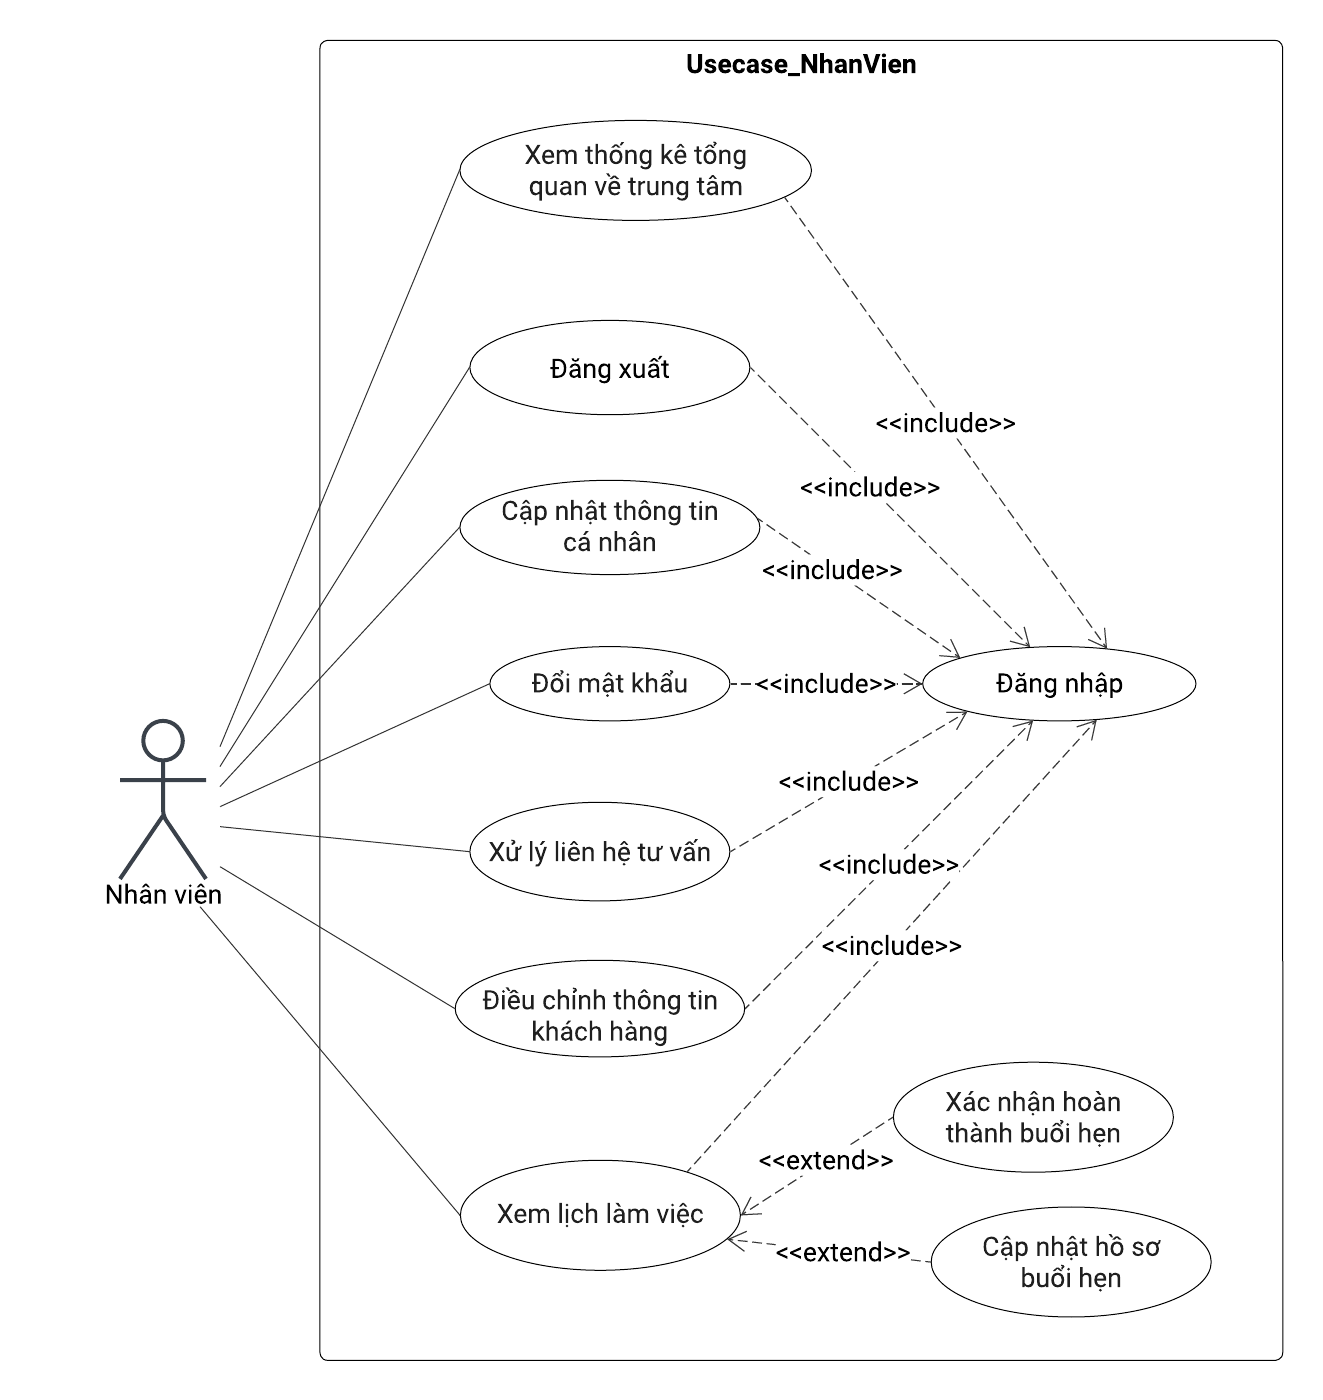 Usecase_NhanVien
Xem thống kê tổng
quan về trung tâm
Đăng xuất
<<include>>
<<include>>
Cập nhật thông tin
cá nhân
<<include>>
Đổi mật khẩu
<<include>>
Đăng nhập
<<include>>
Xử lý liên hệ tư vấn
<<include>>
Nhân viên
<<include>>
Điều chỉnh thông tin
khách hàng
Xác nhận hoàn
thành buổi hẹn
<<extend>>
Xem lịch làm việc
<<extend>>
Cập nhật hồ sơ
buổi hẹn